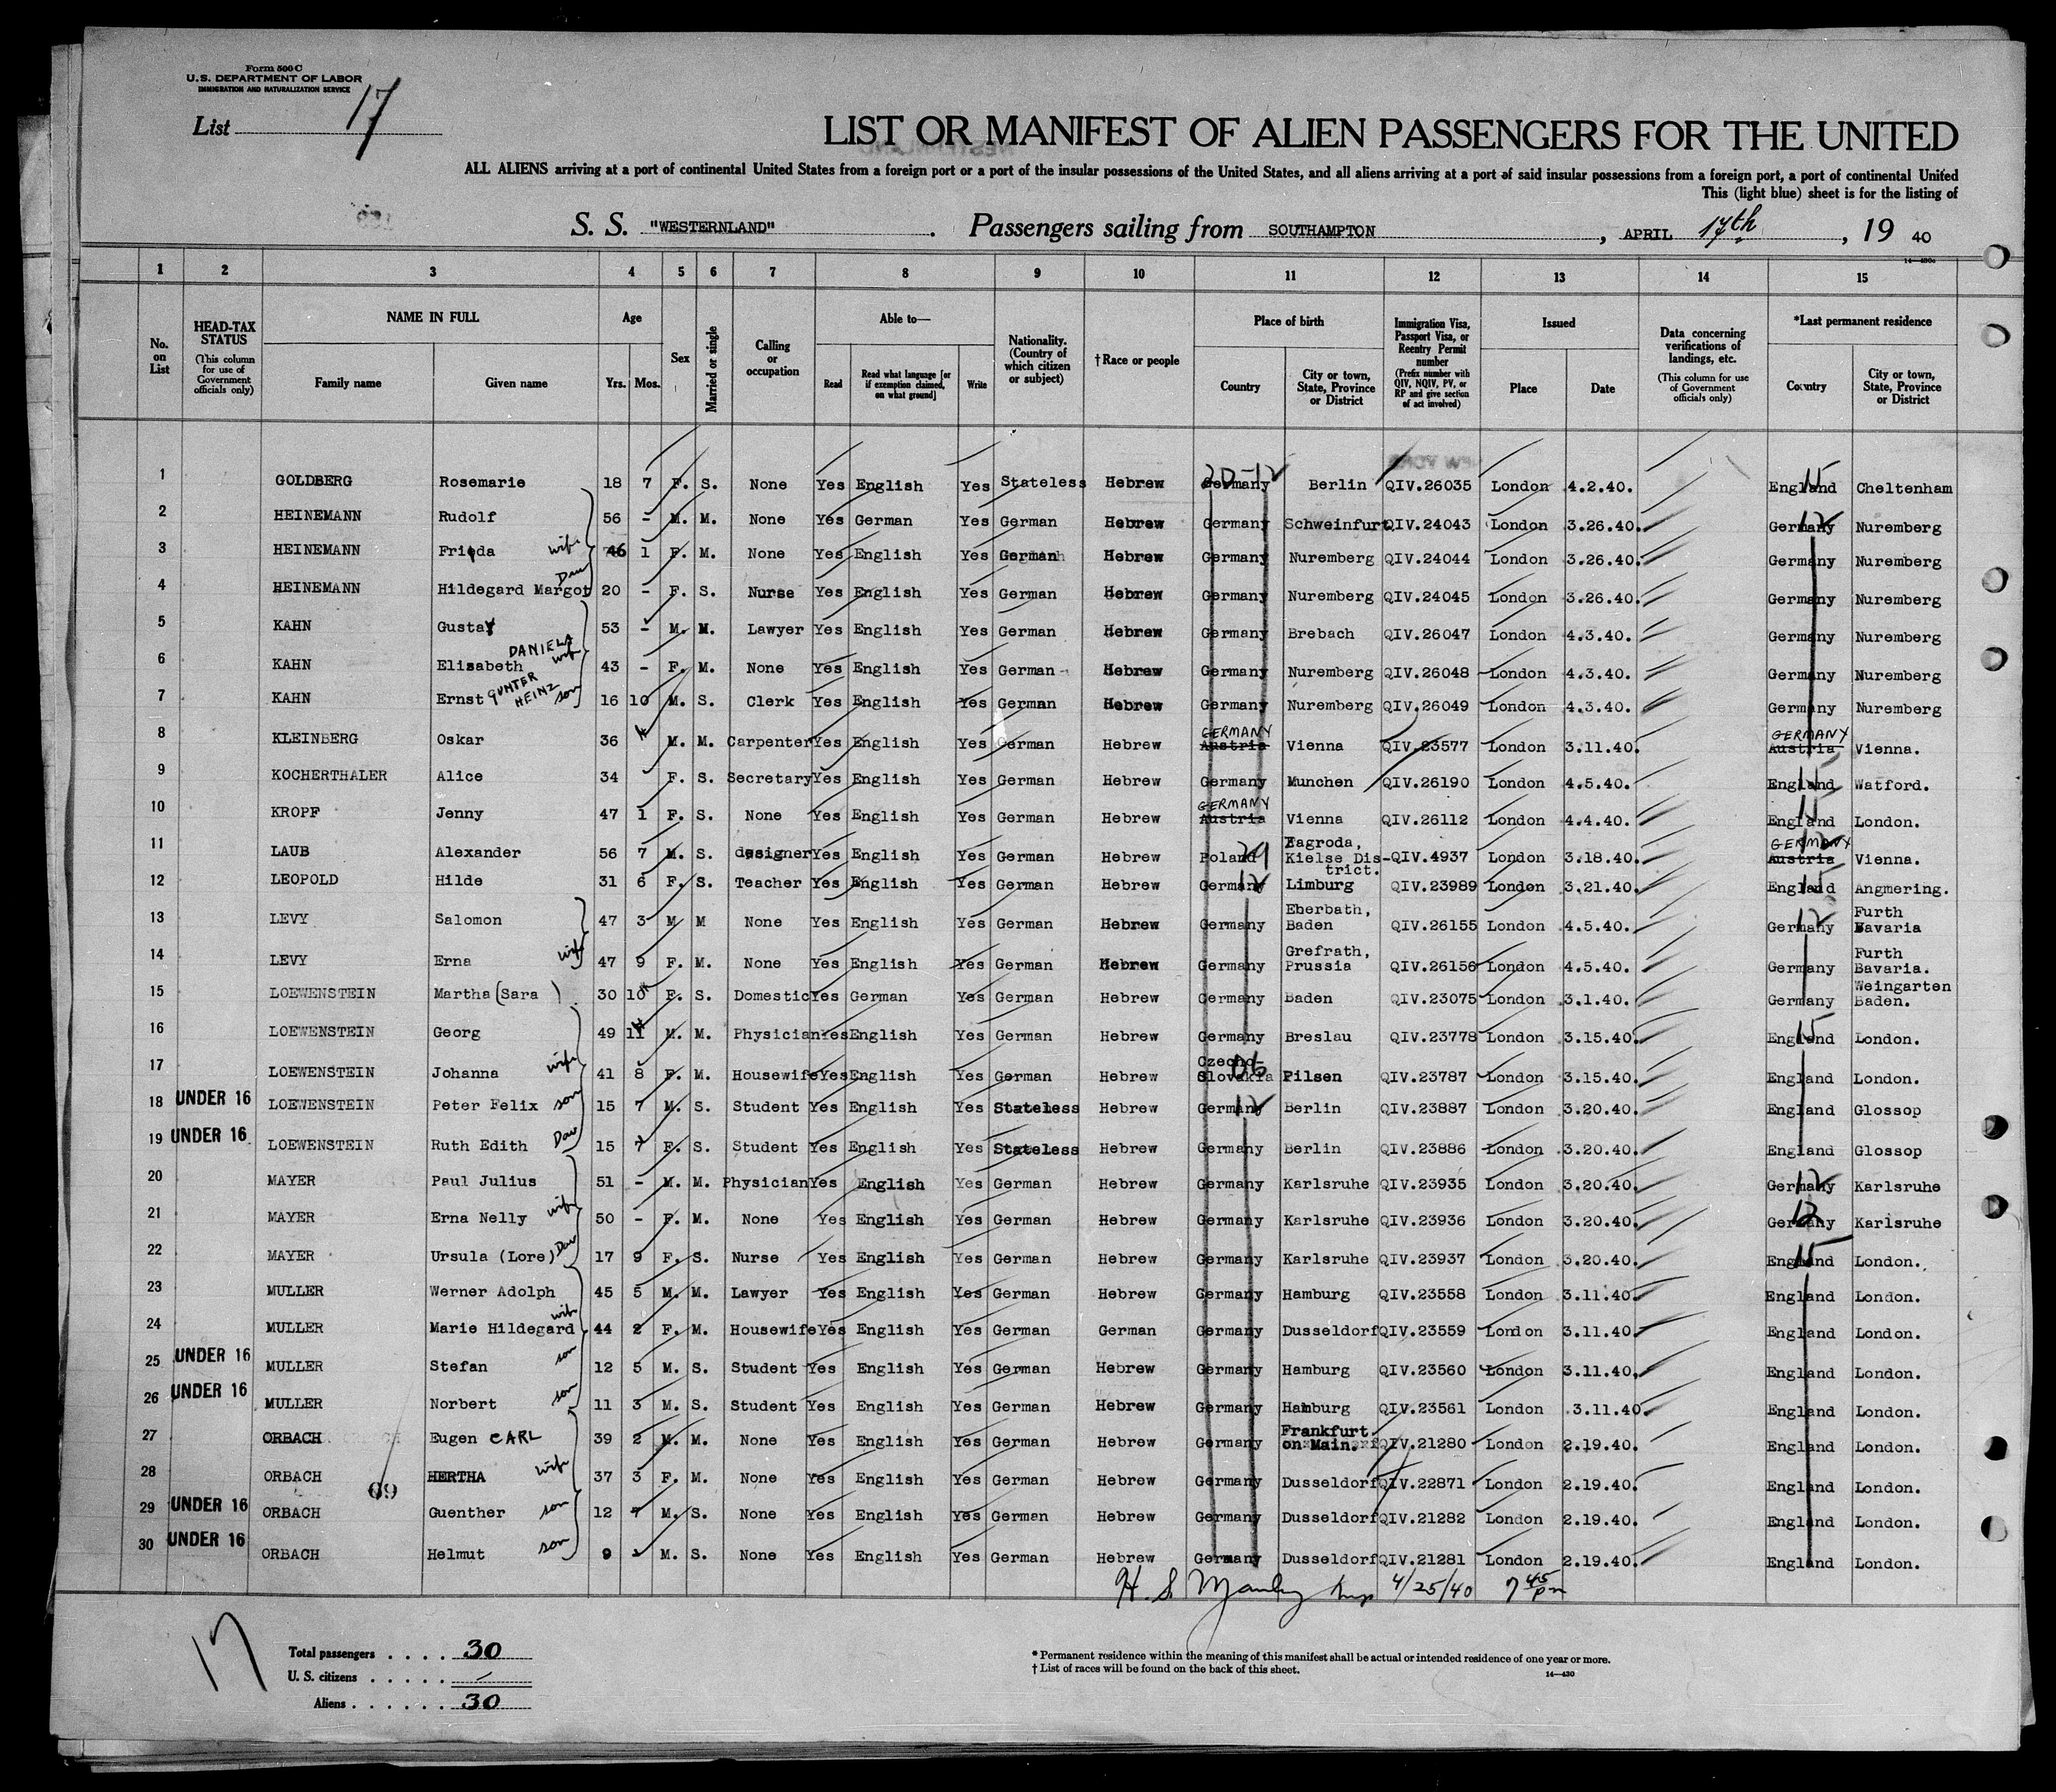 Form 500 C
U.S. DEPARTMENT OF LABOR
IMMIGRATION AND NATURALIZATION SERVICE
List 17
LIST OR MANIFEST OF ALIEN PASSENGERS FOR THE UNITED
ALL ALIENS arriving at a port of continental United States from a foreign port or a port of the insular possessions of the United States, and all aliens arriving at a port of said insular possessions from a foreign port, a port of continental United
This (light blue) sheet is for the listing of
S. S. "WESTERNLAND" . Passengers sailing from SOUTHAMPTON , APRIL 17th , 19 40
1 2 3 4 5 6 7 8 9 10 11 12 13 14 15
No. on List
HEAD-TAX STATUS
(This column for use of Government officials only)
NAME IN FULL
Family name Given name
Age
Yrs. Mos.
Sex
Married or single
Calling or occupation
Able to—
Read
Read what language [or if exemption claimed, on what ground]
Write
Nationality. (Country of which citizen or subject)
†Race or people
Place of birth
Country
City or town, State, Province or District
Immigration Visa, Passport Visa, or Reentry Permit number
(Prefix number with QIV, NQIV, PV, or RP and give section of act involved)
Issued
Place Date
Data concerning verifications of landings, etc.
(This column for use of Government officials only)
*Last permanent residence
Country
City or town, State, Province or District
1 GOLDBERG Rosemarie 18 7 F. S. None Yes English Yes Stateless Hebrew Germany Berlin QIV.26035 London 4.2.40. England 15 Cheltenham
2 HEINEMANN Rudolf 56 - M. M. None Yes German Yes German Hebrew Germany Schweinfurt QIV.24043 London 3.26.40. Germany 12 Nuremberg
3 HEINEMANN Frieda wife 46 1 F. M. None Yes English Yes German Hebrew Germany Nuremberg QIV.24044 London 3.26.40. Germany Nuremberg
4 HEINEMANN Hildegard Margot Dau 20 - F. S. Nurse Yes English Yes German Hebrew Germany Nuremberg QIV.24045 London 3.26.40. Germany Nuremberg
5 KAHN Gustav 53 - M. M. Lawyer Yes English Yes German Hebrew Germany Brebach QIV.26047 London 4.3.40. Germany Nuremberg
6 KAHN Elisabeth DANIELA wife 43 - F. M. None Yes English Yes German Hebrew Germany Nuremberg QIV.26048 London 4.3.40. Germany Nuremberg
7 KAHN Ernst GUNTER HEINZ son 16 10 M. S. Clerk Yes English Yes German Hebrew Germany Nuremberg QIV.26049 London 4.3.40. Germany Nuremberg
8 KLEINBERG Oskar 36 M. M. Carpenter Yes English Yes German Hebrew GERMANY Austria Vienna QIV.23577 London 3.11.40. GERMANY Austria Vienna.
9 KOCHERTHALER Alice 34 F. S. Secretary Yes English Yes German Hebrew Germany Munchen QIV.26190 London 4.5.40. England Watford.
10 KROPF Jenny 47 1 F. S. None Yes English Yes German Hebrew GERMANY Austria Vienna QIV.26112 London 4.4.40. England London.
11 LAUB Alexander 56 7 M. S. designer Yes English Yes German Hebrew Poland 29 Zagroda, Kielse District. QIV.4937 London 3.18.40. GERMANY Austria 12 Vienna.
12 LEOPOLD Hilde 31 6 F. S. Teacher Yes English Yes German Hebrew Germany 12 Limburg QIV.23989 London 3.21.40. England 15 Angmering.
13 LEVY Salomon 47 3 M M None Yes English Yes German Hebrew Germany Eberbath, Baden QIV.26155 London 4.5.40. Germany 12 Furth Bavaria
14 LEVY Erna wife 47 9 F. M. None Yes English Yes German Hebrew Germany Grefrath, Prussia QIV.26156 London 4.5.40. Germany Furth Bavaria.
15 LOEWENSTEIN Martha (Sara ) 30 10 F. S. Domestic Yes German Yes German Hebrew Germany Baden QIV.23075 London 3.1.40. Germany Weingarten Baden.
16 LOEWENSTEIN Georg 49 11 M. M. Physician Yes English Yes German Hebrew Germany Breslau QIV.23778 London 3.15.40. England 15 London.
17 LOEWENSTEIN Johanna wife 41 8 F. M. Housewife Yes English Yes German Hebrew Czecho-Slovakia 06 Pilsen QIV.23787 London 3.15.40. England London.
18 UNDER 16 LOEWENSTEIN Peter Felix son 15 7 M. S. Student Yes English Yes Stateless Hebrew Germany 12 Berlin QIV.23887 London 3.20.40. England Glossop
19 UNDER 16 LOEWENSTEIN Ruth Edith Dau 15 7 F. S. Student Yes English Yes Stateless Hebrew Germany Berlin QIV.23886 London 3.20.40. England Glossop
20 MAYER Paul Julius 51 - M. M. Physician Yes English Yes German Hebrew Germany Karlsruhe QIV.23935 London 3.20.40. Germany 12 Karlsruhe
21 MAYER Erna Nelly wife 50 - F. M. None Yes English Yes German Hebrew Germany Karlsruhe QIV.23936 London 3.20.40. Germany 12 Karlsruhe
22 MAYER Ursula (Lore) Dau 17 9 F. S. Nurse Yes English Yes German Hebrew Germany Karlsruhe QIV.23937 London 3.20.40. England 15 London.
23 MULLER Werner Adolph 45 5 M. M. Lawyer Yes English Yes German Hebrew Germany Hamburg QIV.23558 London 3.11.40. England London.
24 MULLER Marie Hildegard wife 44 2 F. M. Housewife Yes English Yes German German Germany Dusseldorf QIV.23559 London 3.11.40. England London.
25 UNDER 16 MULLER Stefan son 12 5 M. S. Student Yes English Yes German Hebrew Germany Hamburg QIV.23560 London 3.11.40. England London.
26 UNDER 16 MULLER Norbert son 11 3 M. S. Student Yes English Yes German Hebrew Germany Hamburg QIV.23561 London .3.11.40. England London.
27 ORBACH Eugen CARL 39 2 M. M. None Yes English Yes German Hebrew Germany Frankfurt on Main. QIV.21280 London 2.19.40. England London.
28 ORBACH HERTHA wife 37 3 F. M. None Yes English Yes German Hebrew Germany Dusseldorf QIV.22871 London 2.19.40. England London.
69
29 UNDER 16 ORBACH Guenther son 12 7 M. S. None Yes English Yes German Hebrew Germany Dusseldorf QIV.21282 London 2.19.40. England London.
30 UNDER 16 ORBACH Helmut son 9 M. S. None Yes English Yes German Hebrew Germany Dusseldorf QIV.21281 London 2.19.40. England London.
H. S. Manley Insp 4/25/40 7 45 pm
17
Total passengers . . . . 30
U. S. citizens . . . . . –
Aliens . . . . . . 30
* Permanent residence within the meaning of this manifest shall be actual or intended residence of one year or more.
† List of races will be found on the back of this sheet.
14—430